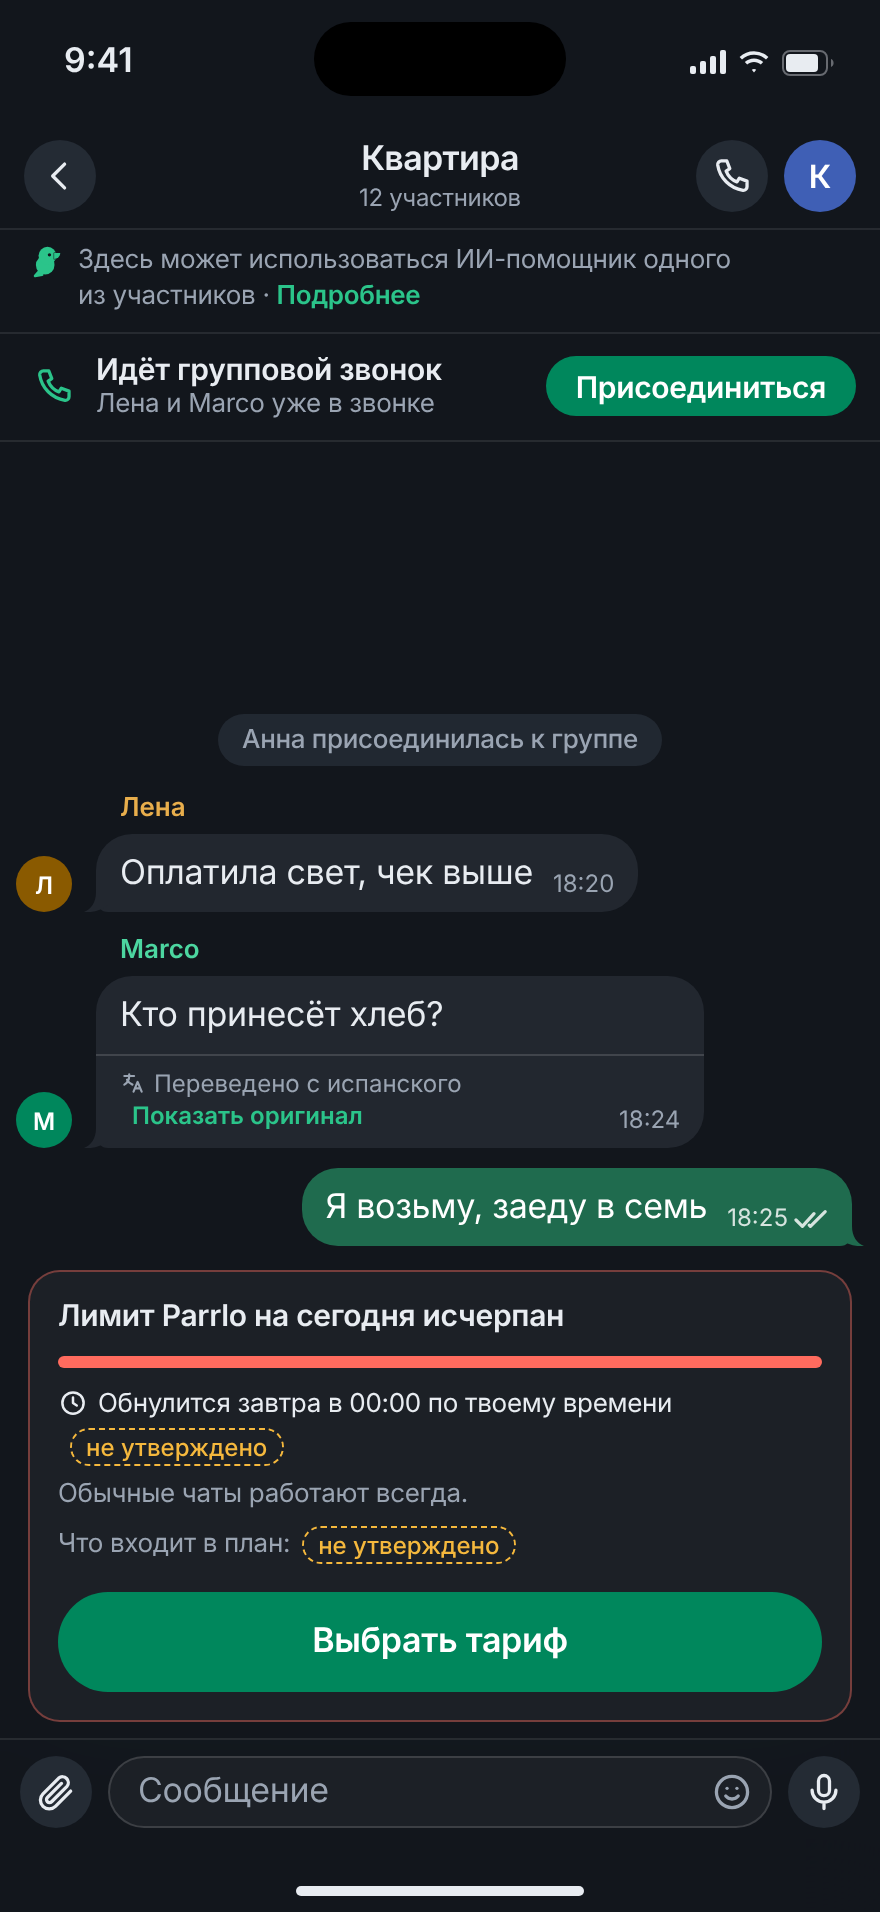 9:41
Квартира
12 участников
К
Здесь может использоваться ИИ-помощник одного
из участников · Подробнее
Идёт групповой звонок
Лена и Marco уже в звонке
Присоединиться
Анна присоединилась к группе
Лена
Л
Оплатила свет, чек выше 18:20
Marco
Кто принесёт хлеб?
Переведено с испанского
М
Показать оригинал 18:24
Я возьму, заеду в семь 18:25
Лимит Parrlo на сегодня исчерпан
Обнулится завтра в 00:00 по твоему времени
не утверждено
Обычные чаты работают всегда.
Что входит в план: не утверждено
Выбрать тариф
Сообщение